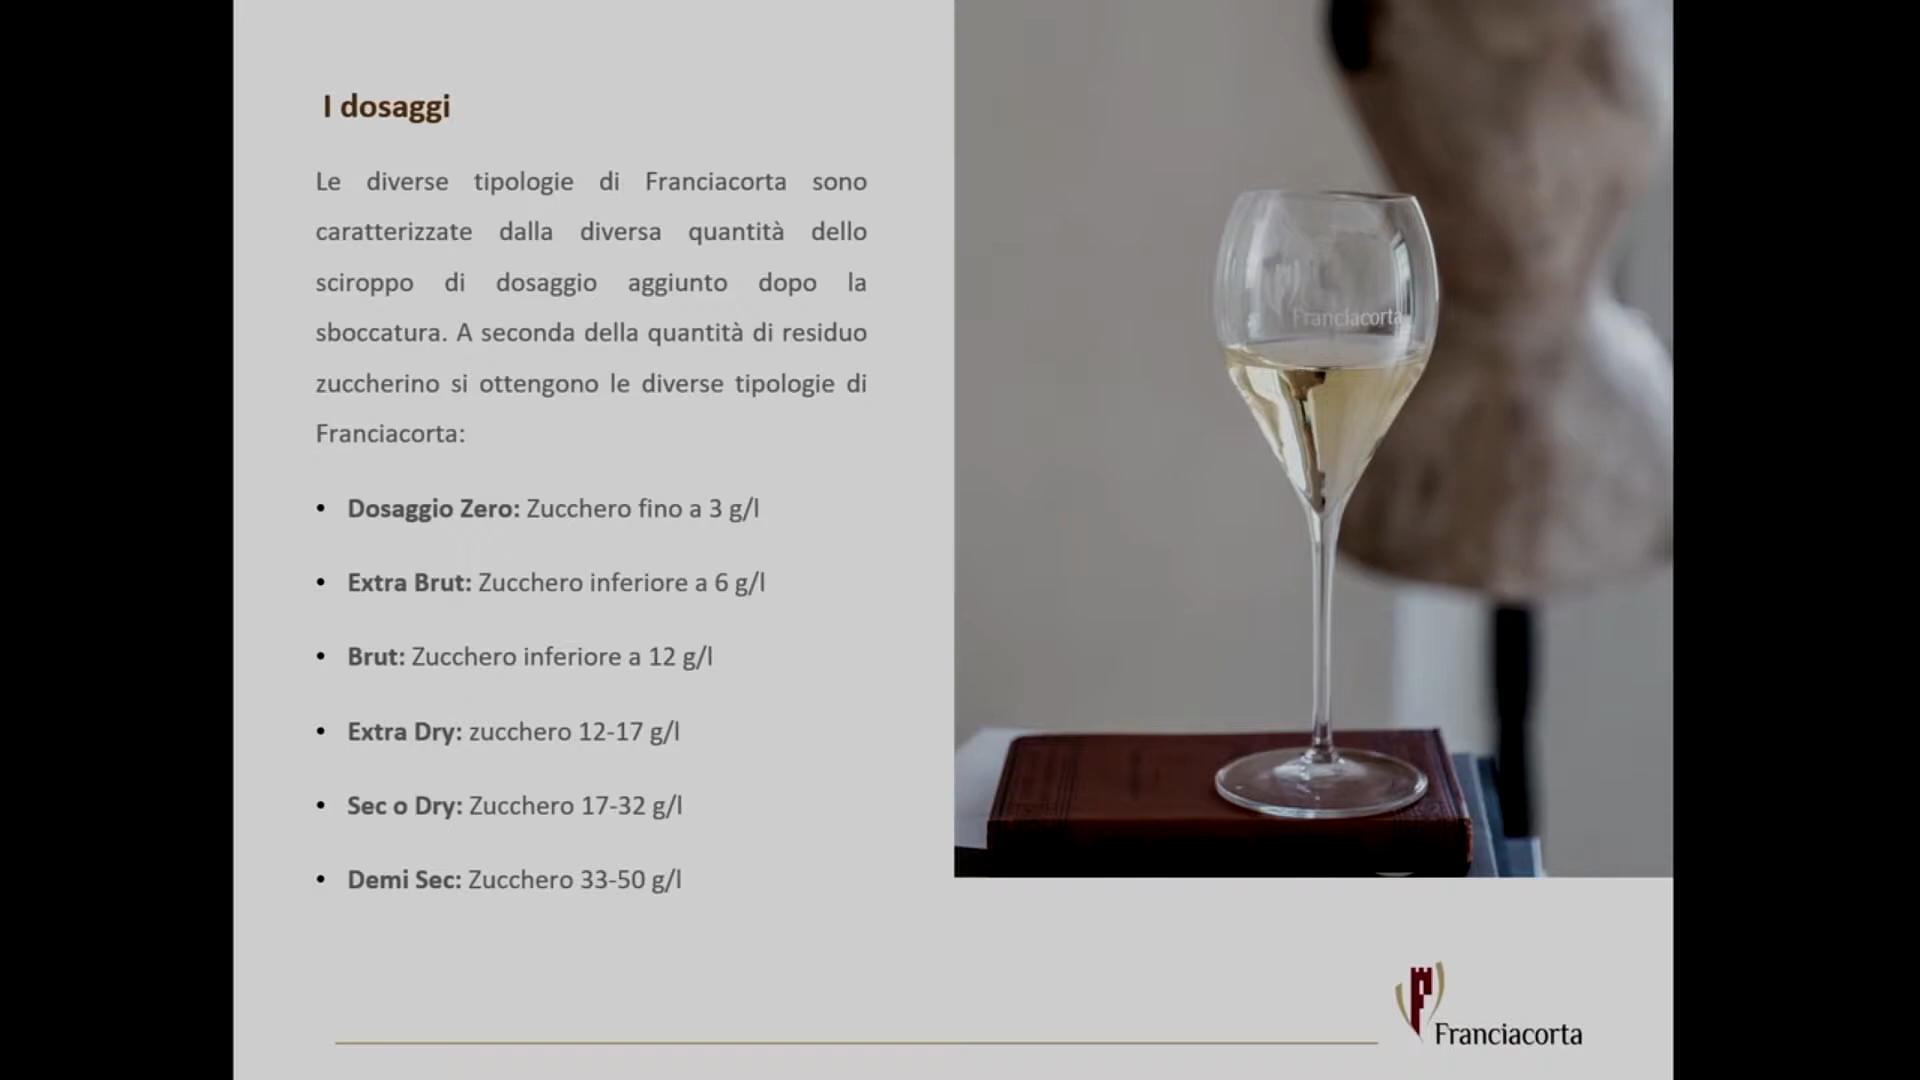 I dosaggi
Le diverse tipologie di Franciacorta sono
caratterizzate dalla diversa quantità dello
sciroppo di dosaggio aggiunto dopo la
sboccatura. A seconda della quantità di residuo
zuccherino si ottengono le diverse tipologie di
Franciacorta:
• Dosaggio Zero: Zucchero fino a 3 g/l
• Extra Brut: Zucchero inferiore a 6 g/l
• Brut: Zucchero inferiore a 12 g/l
• Extra Dry: zucchero 12-17 g/l
• Sec o Dry: Zucchero 17-32 g/l
• Demi Sec: Zucchero 33-50 g/l
Franciacorta
Franciacorta